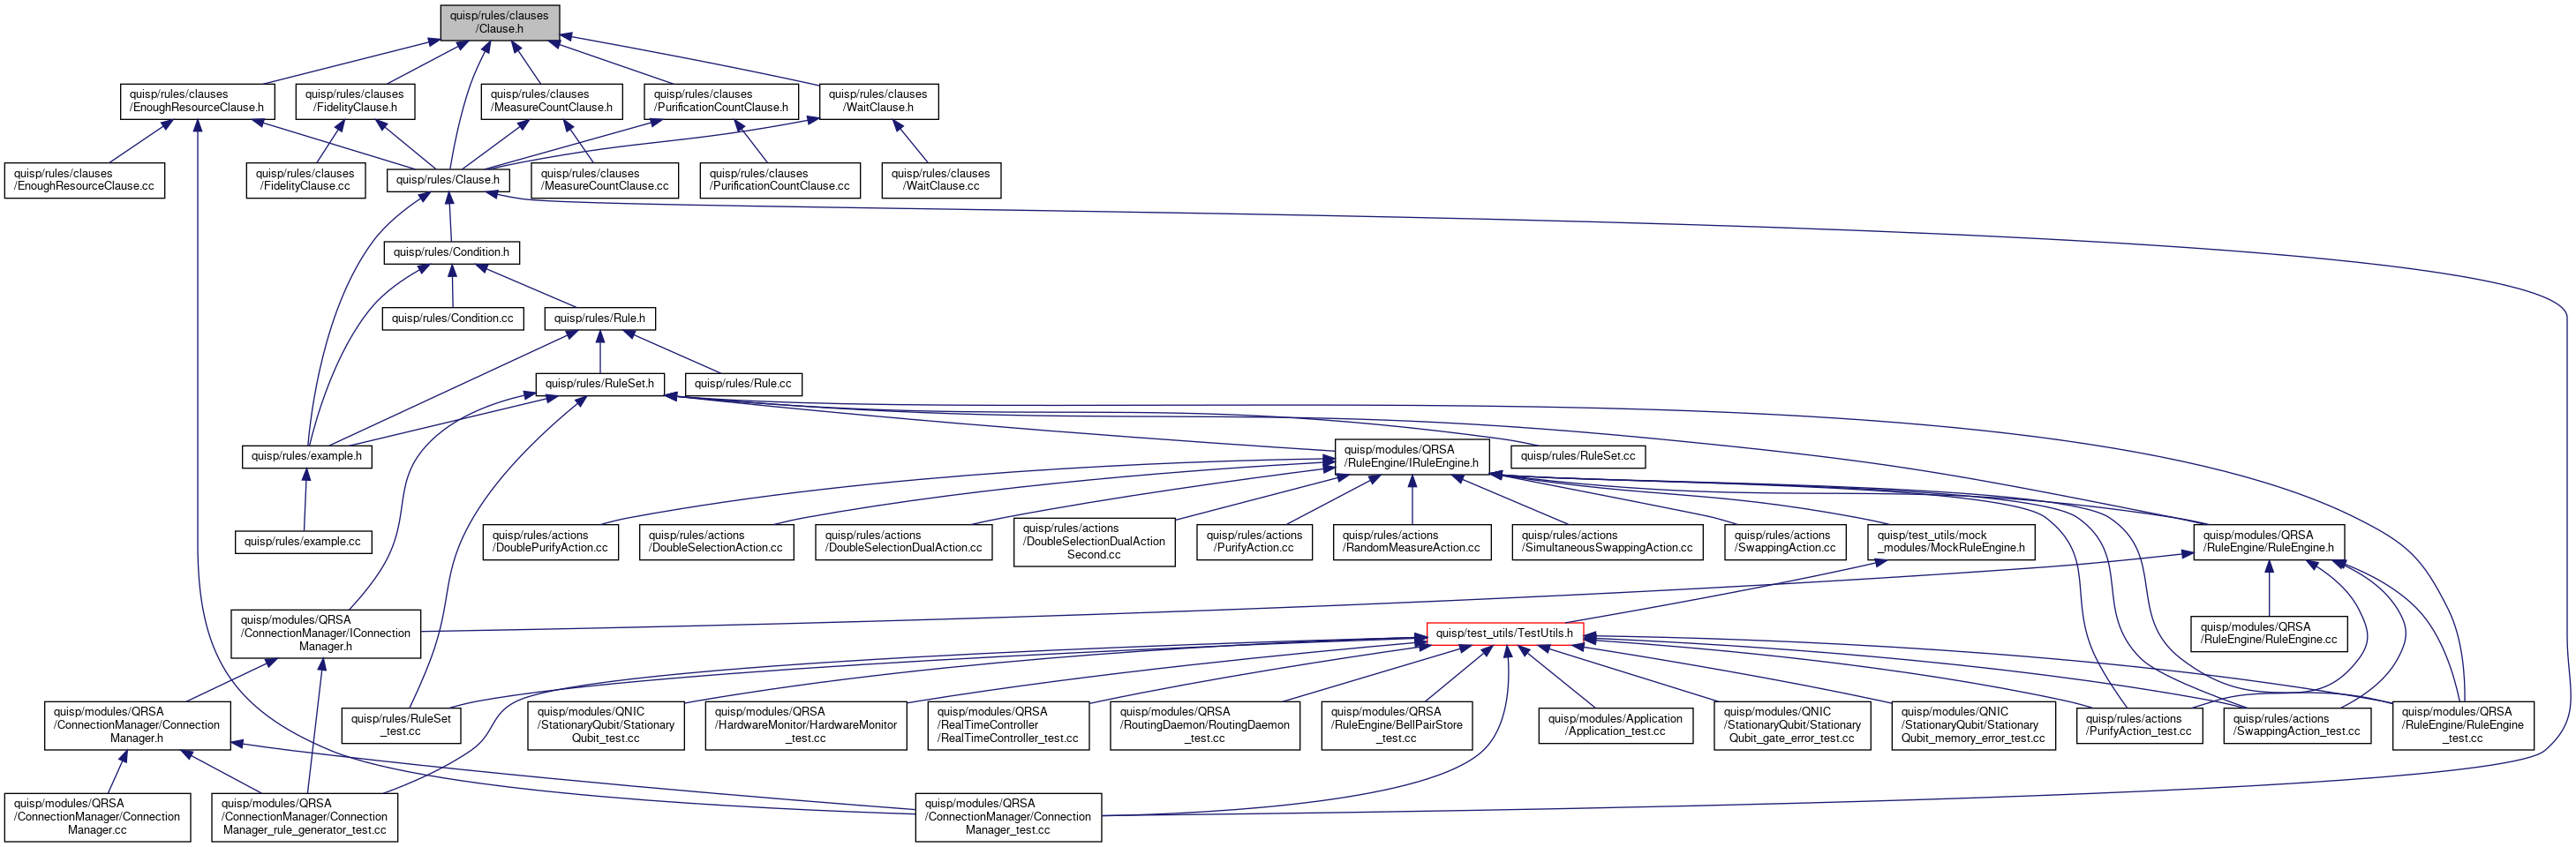 quisp/rules/clauses
/Clause.h
quisp/rules/clauses
/EnoughResourceClause.h
quisp/rules/clauses
/FidelityClause.h
quisp/rules/clauses
/MeasureCountClause.h
quisp/rules/clauses
/PurificationCountClause.h
quisp/rules/clauses
/WaitClause.h
quisp/rules/clauses
/EnoughResourceClause.cc
quisp/rules/clauses
/FidelityClause.cc
quisp/rules/Clause.h
quisp/rules/clauses
/MeasureCountClause.cc
quisp/rules/clauses
/PurificationCountClause.cc
quisp/rules/clauses
/WaitClause.cc
quisp/rules/Condition.h
quisp/rules/Condition.cc
quisp/rules/Rule.h
quisp/rules/RuleSet.h
quisp/rules/Rule.cc
quisp/rules/example.h
quisp/modules/QRSA
/RuleEngine/IRuleEngine.h
quisp/rules/RuleSet.cc
quisp/rules/example.cc
quisp/rules/actions
/DoublePurifyAction.cc
quisp/rules/actions
/DoubleSelectionAction.cc
quisp/rules/actions
/DoubleSelectionDualAction.cc
quisp/rules/actions
/DoubleSelectionDualAction
Second.cc
quisp/rules/actions
/PurifyAction.cc
quisp/rules/actions
/RandomMeasureAction.cc
quisp/rules/actions
/SimultaneousSwappingAction.cc
quisp/rules/actions
/SwappingAction.cc
quisp/test_utils/mock
_modules/MockRuleEngine.h
quisp/modules/QRSA
/RuleEngine/RuleEngine.h
quisp/modules/QRSA
/ConnectionManager/IConnection
Manager.h
quisp/test_utils/TestUtils.h
quisp/modules/QRSA
/RuleEngine/RuleEngine.cc
quisp/modules/QRSA
/ConnectionManager/Connection
Manager.h
quisp/rules/RuleSet
_test.cc
quisp/modules/QNIC
/StationaryQubit/Stationary
Qubit_test.cc
quisp/modules/QRSA
/HardwareMonitor/HardwareMonitor
_test.cc
quisp/modules/QRSA
/RealTimeController
/RealTimeController_test.cc
quisp/modules/QRSA
/RoutingDaemon/RoutingDaemon
_test.cc
quisp/modules/QRSA
/RuleEngine/BellPairStore
_test.cc
quisp/modules/Application
/Application_test.cc
quisp/modules/QNIC
/StationaryQubit/Stationary
Qubit_gate_error_test.cc
quisp/modules/QNIC
/StationaryQubit/Stationary
Qubit_memory_error_test.cc
quisp/rules/actions
/PurifyAction_test.cc
quisp/rules/actions
/SwappingAction_test.cc
quisp/modules/QRSA
/RuleEngine/RuleEngine
_test.cc
quisp/modules/QRSA
/ConnectionManager/Connection
Manager.cc
quisp/modules/QRSA
/ConnectionManager/Connection
Manager_rule_generator_test.cc
quisp/modules/QRSA
/ConnectionManager/Connection
Manager_test.cc